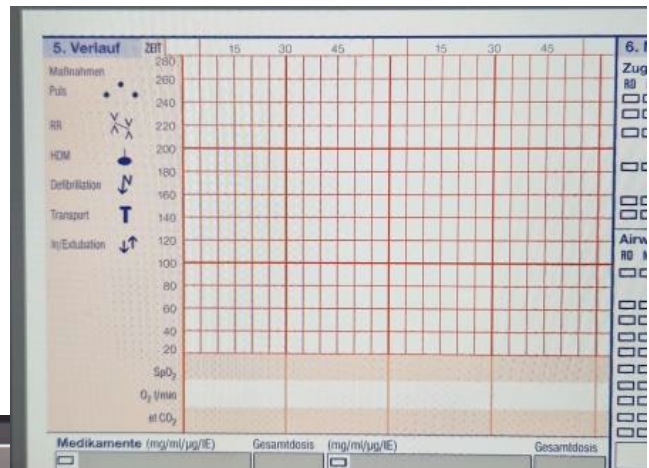 5. Verlauf ZEIT 15 30 45 15 30 45
280
Maßnahmen
260
Puls
240
RR
220
200
HDM
180
Defibrillation
160
Transport T
140
In/Extubation
120
100
80
60
40
20
SpO₂
O₂ l/min
et CO₂
Medikamente (mg/ml/µg/IE) Gesamtdosis (mg/ml/µg/IE) Gesamtdosis
6.
Zug
RD
Airw
RD